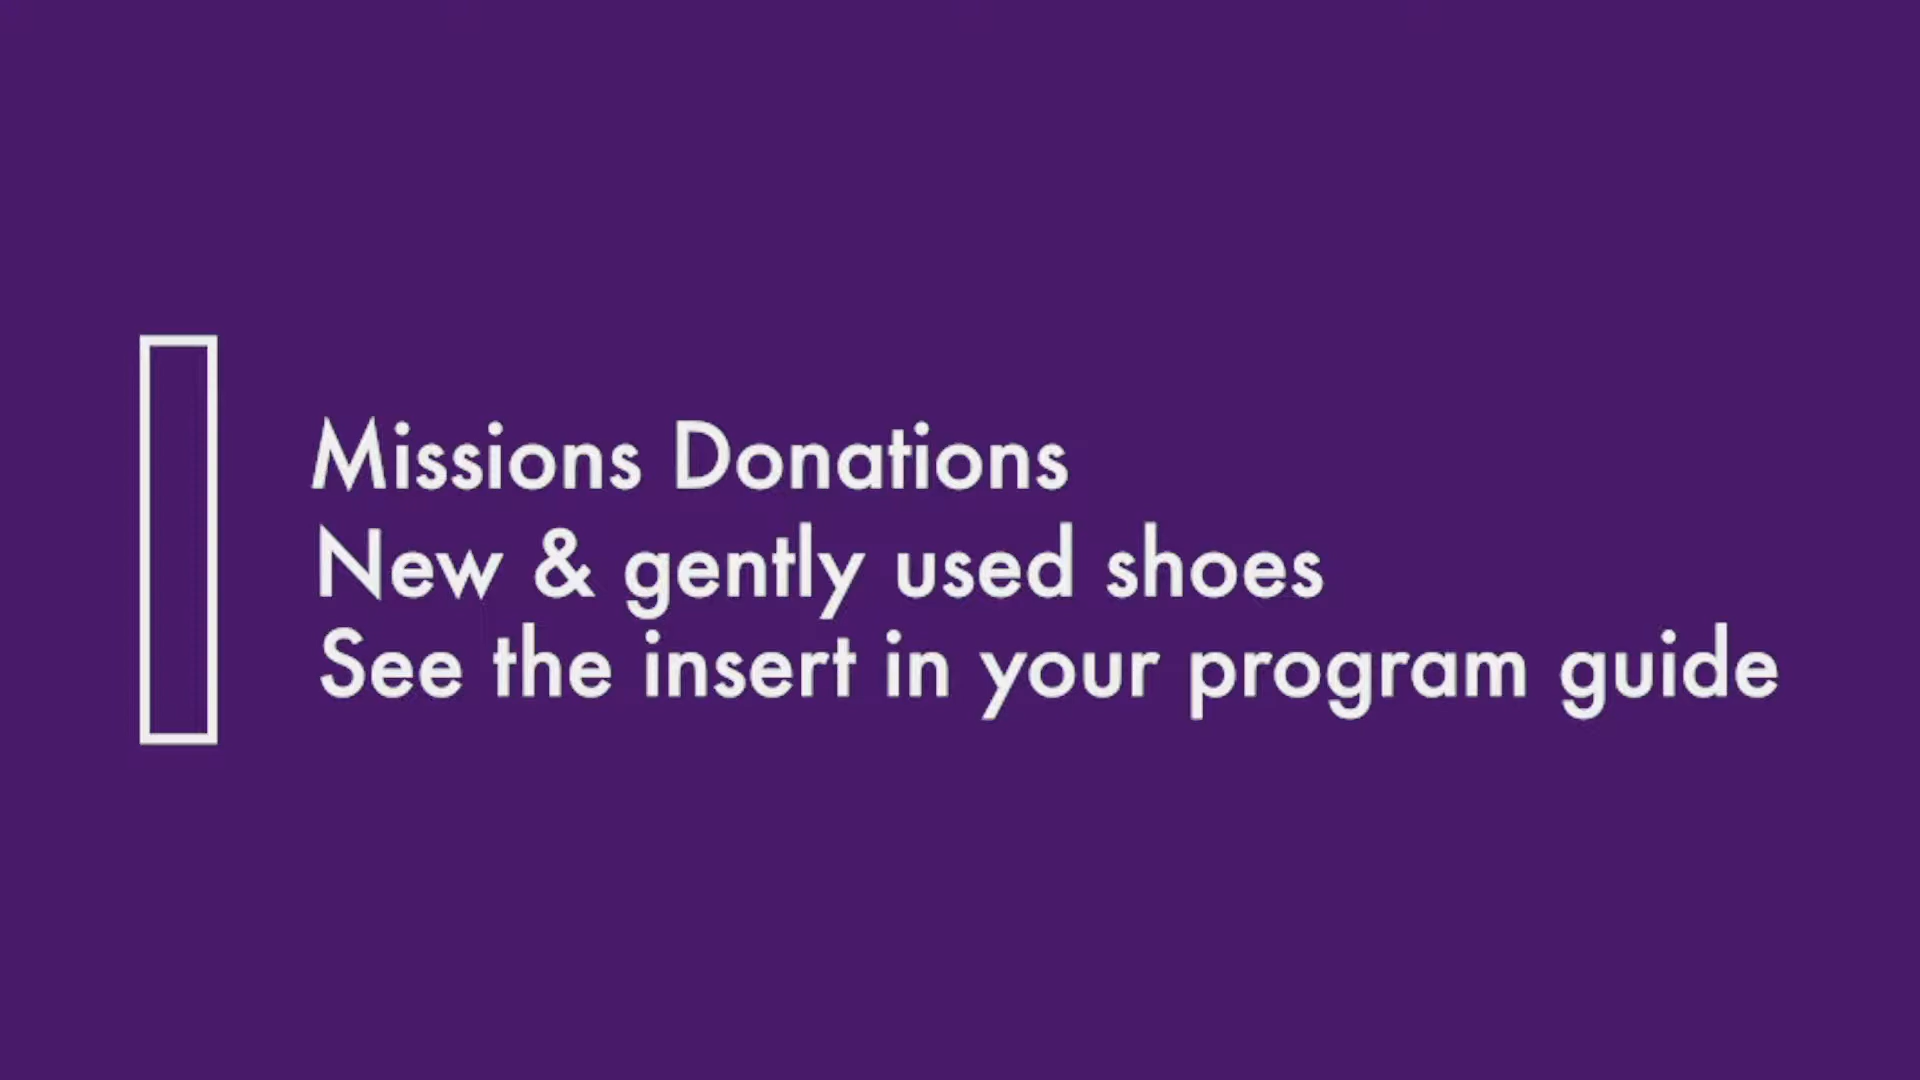 Missions Donations
New & gently used shoes
See the insert in your program guide